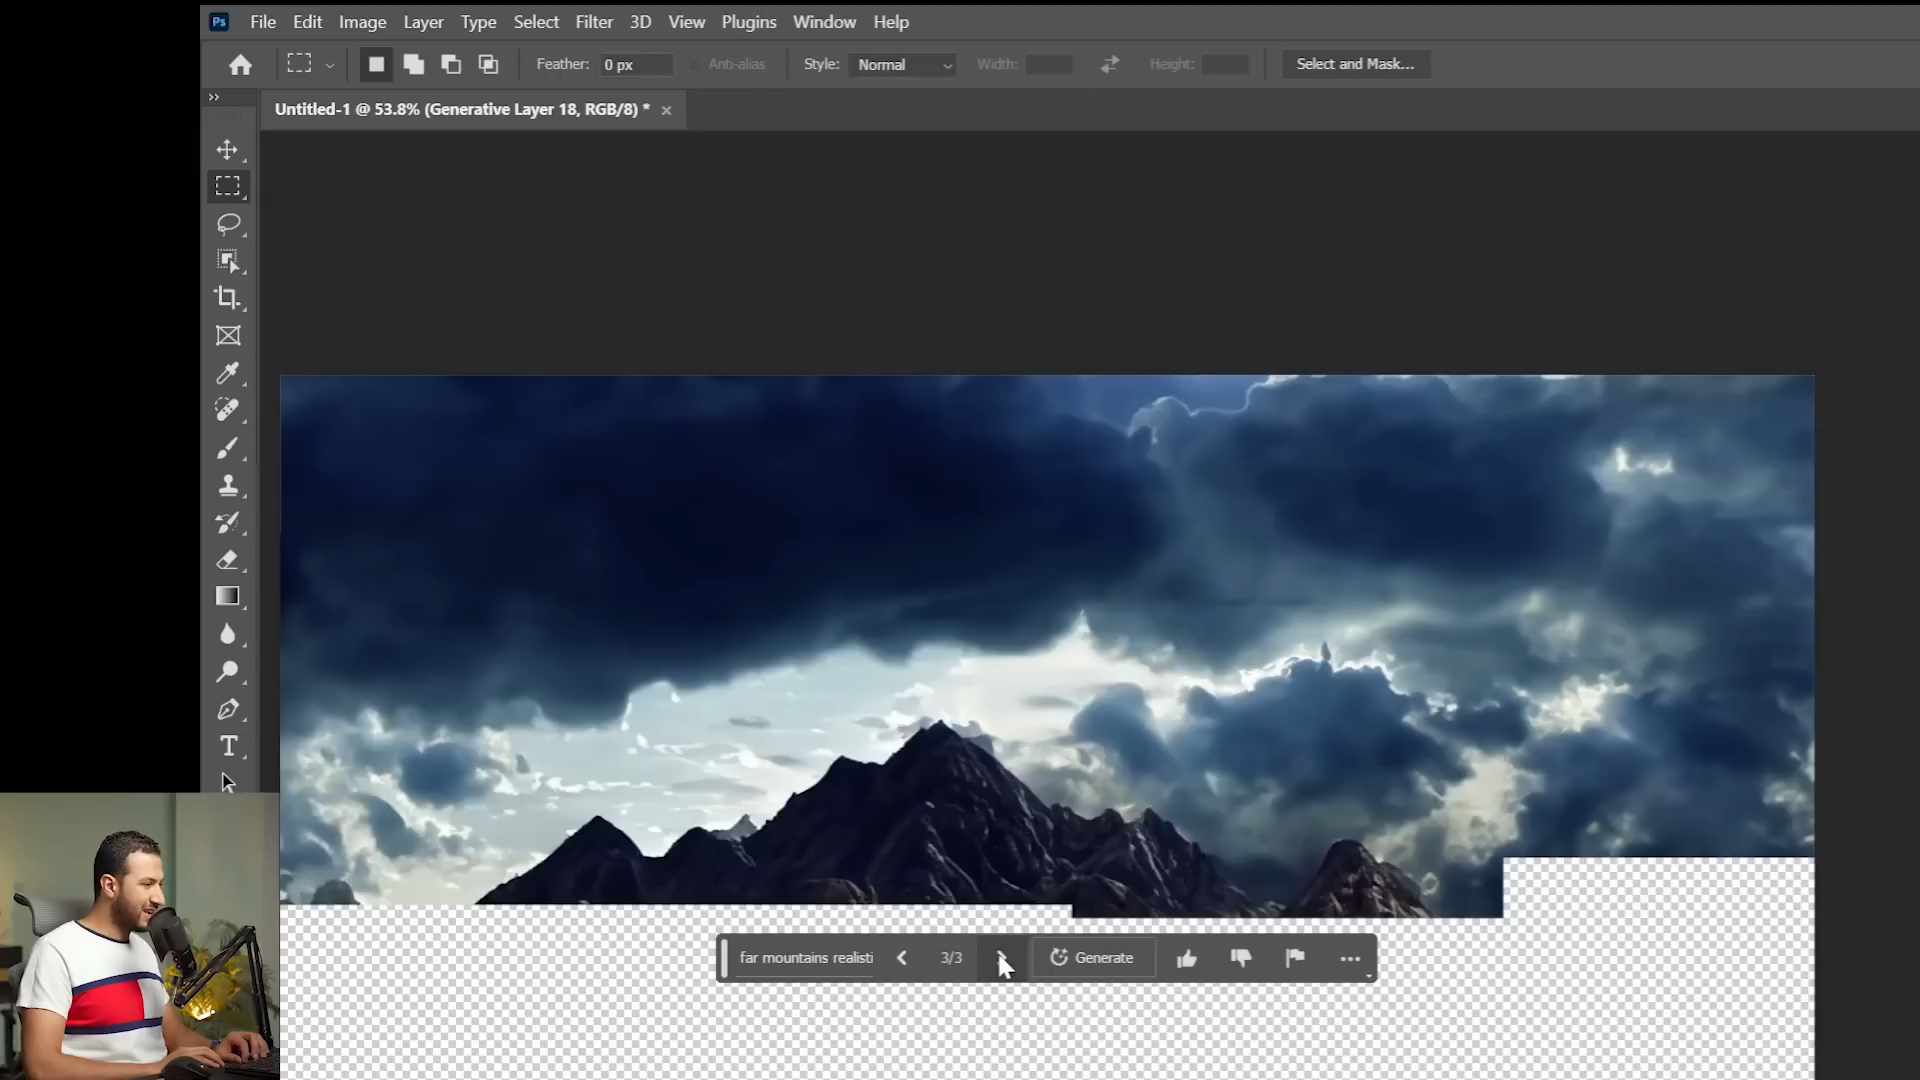 Ps File Edit Image Layer Type Select Filter 3D View Plugins Window Help
Feather: 0 px Anti-alias Style: Normal Width: Height: Select and Mask...
Untitled-1 @ 53.8% (Generative Layer 18, RGB/8) *
T
far mountains realisti 3/3 Generate